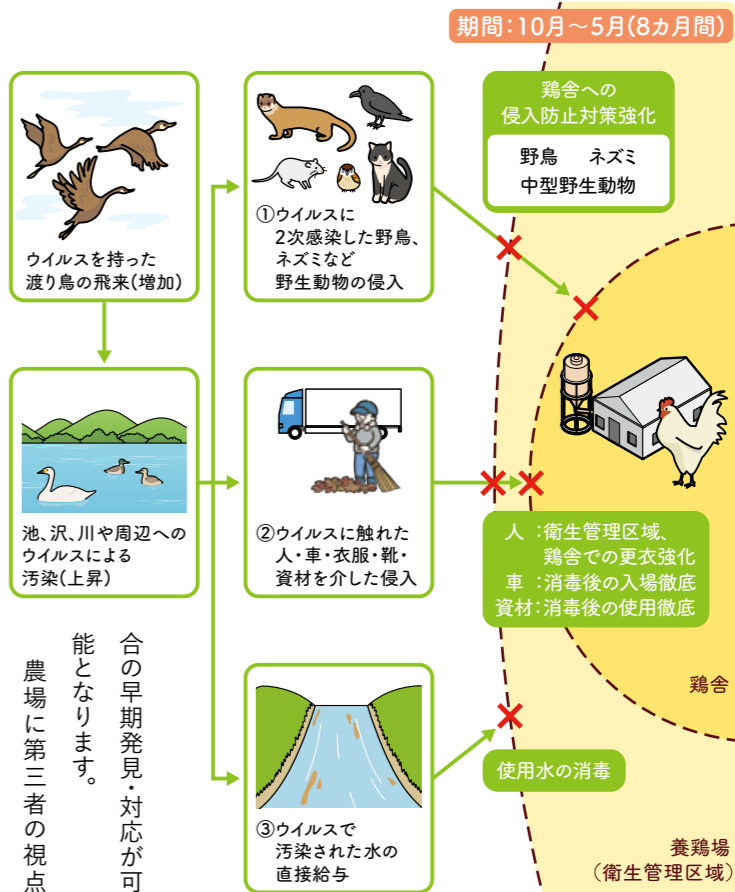 期間：10月～5月(8カ月間)
ウイルスを持った
渡り鳥の飛来(増加)
池、沢、川や周辺への
ウイルスによる
汚染(上昇)
①ウイルスに
2次感染した野鳥、
ネズミなど
野生動物の侵入
②ウイルスに触れた
人・車・衣服・靴・
資材を介した侵入
③ウイルスで
汚染された水の
直接給与
鶏舎への
侵入防止対策強化
野鳥　ネズミ
中型野生動物
人　：衛生管理区域、
鶏舎での更衣強化
車　：消毒後の入場徹底
資材：消毒後の使用徹底
鶏舎
使用水の消毒
養鶏場
（衛生管理区域）
合の早期発見・対応が可
能となります。
農場に第三者の視点